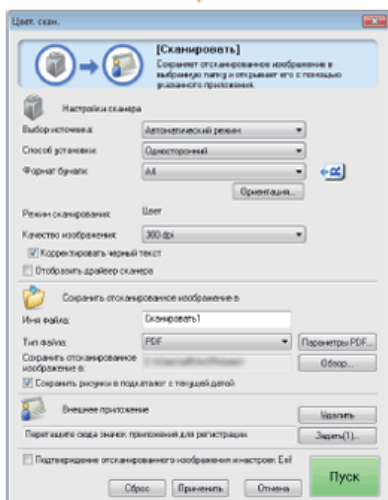 Цвет. скан.
[Сканировать]
Сохраняет отсканированное изображение в
выбранную папку и открывает его с помощью
указанного приложения.
Настройки сканера
Выбор источника: Автоматический режим
Способ установки: Односторонний
Формат бумаги: A4
Ориентация...
Режим сканирования: Цвет
Качество изображения: 300 dpi
Корректировать черный текст
Отобразить драйвер сканера
Сохранить отсканированное изображение в
Имя файла: Сканировать1
Тип файла: PDF Параметры PDF...
Сохранить отсканированное
изображение в: Обзор...
Сохранить рисунки в подкаталог с текущей датой
Внешнее приложение Удалить
Перетащите сюда значок приложения для регистрации. Задать(1)...
Подтверждение отсканированного изображения и настроек Exif
Сброс Применить Отмена Пуск